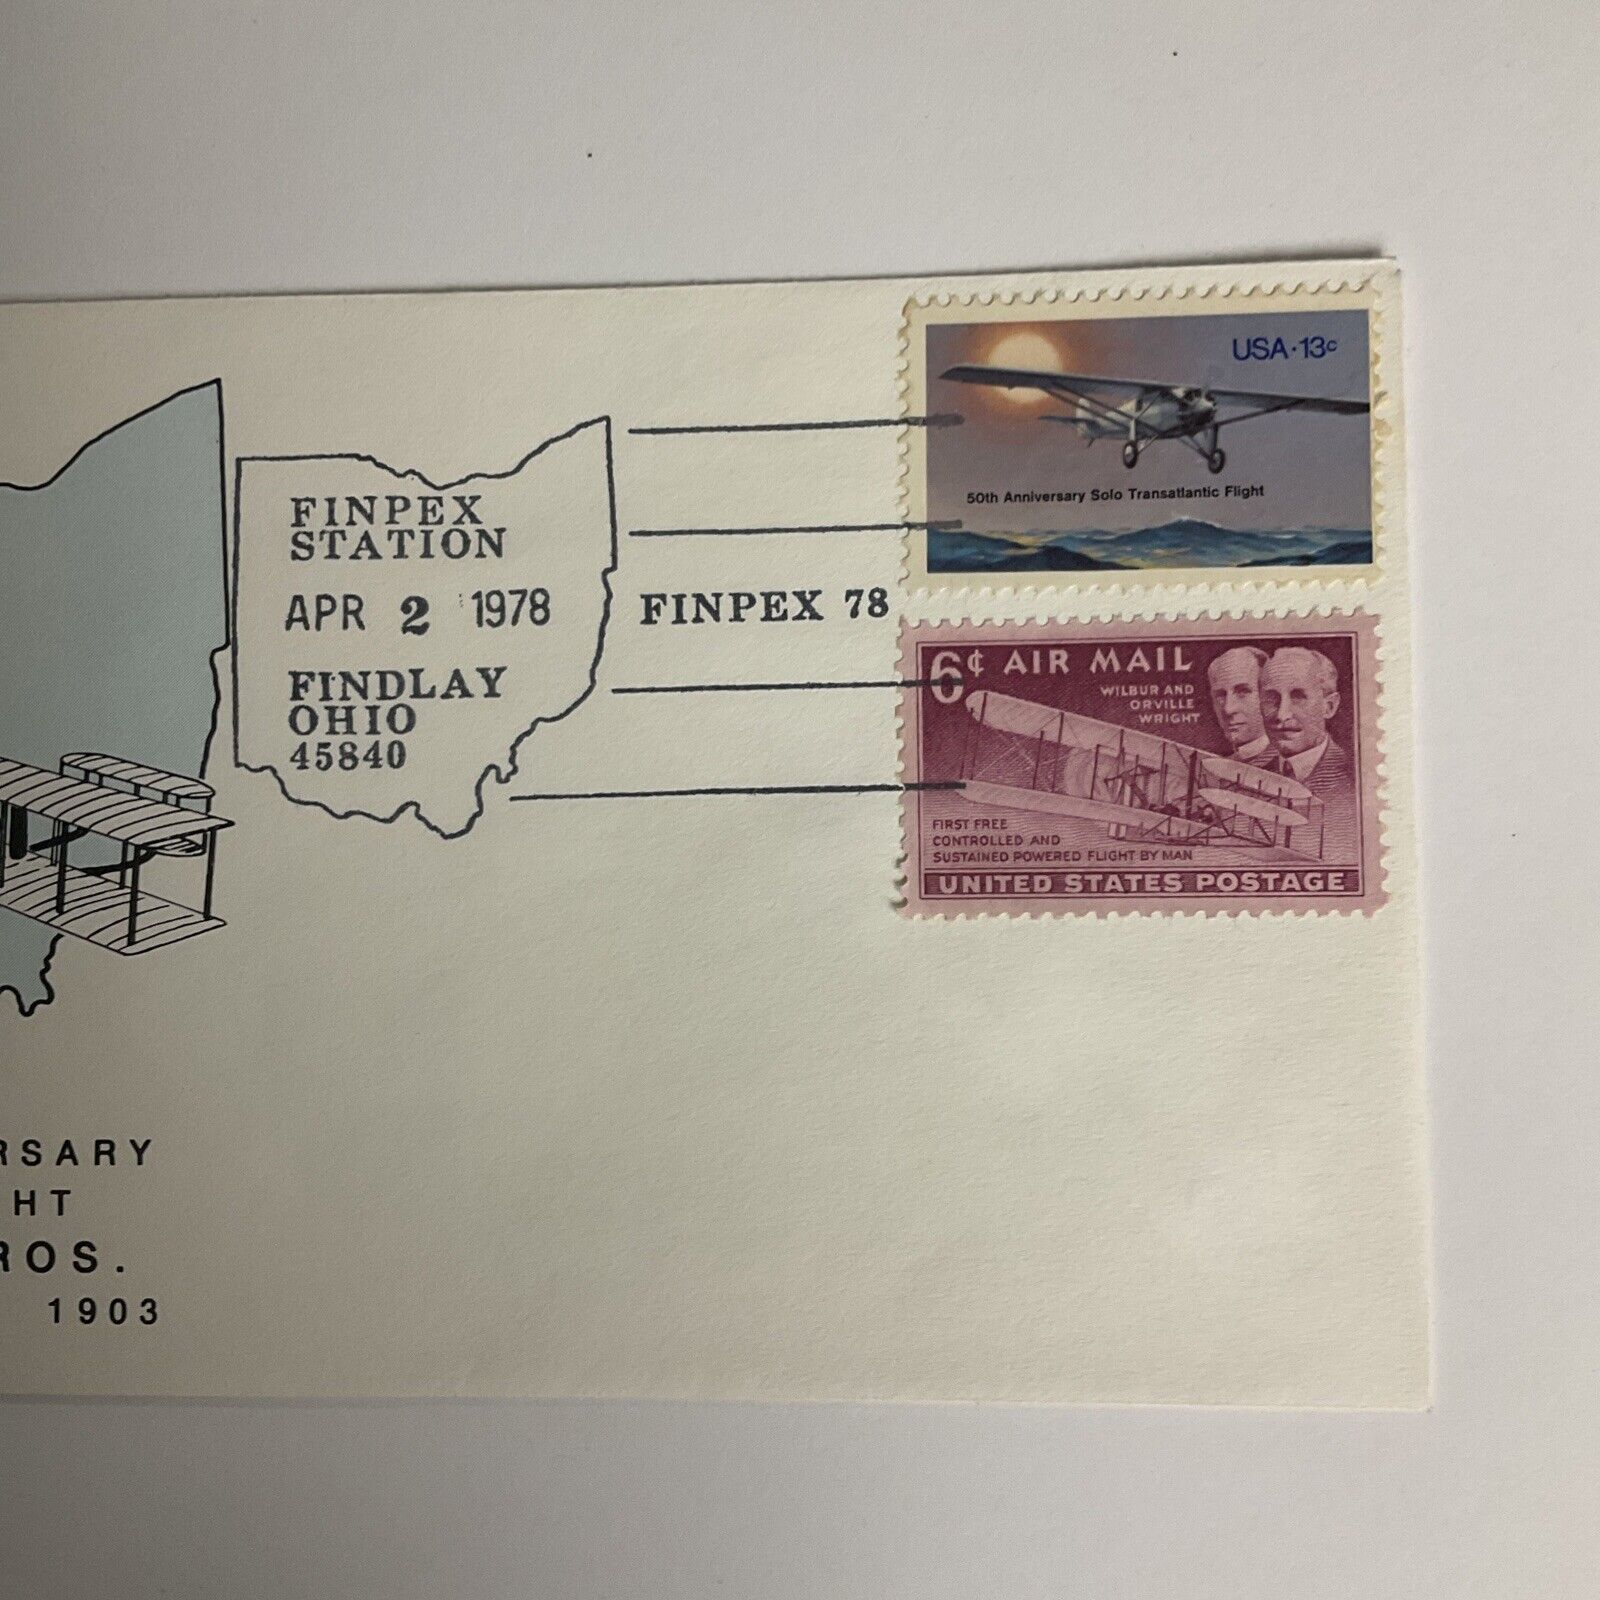 FINPEX
STATION
APR 2 1978
FINDLAY
OHIO
45840
FINPEX 78
USA·13c
50th Anniversary Solo Transatlantic Flight
6¢ AIR MAIL
WILBUR AND
ORVILLE
WRIGHT
FIRST FREE
CONTROLLED AND
SUSTAINED POWERED FLIGHT BY MAN
UNITED STATES POSTAGE
RSARY
HT
ROS.
1903